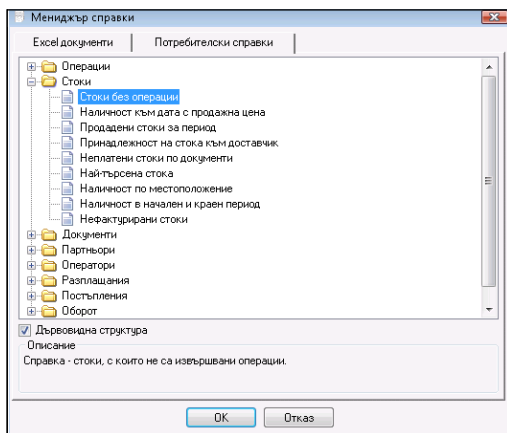 Мениджър справки
Excel документи
Потребителски справки
Операции
Стоки
Стоки без операции
Наличност към дата с продажна цена
Продадени стоки за период
Принадлежност на стока към доставчик
Неплатени стоки по документи
Най-търсена стока
Наличност по местоположение
Наличност в начален и краен период
Нефактурирани стоки
Документи
Партньори
Оператори
Разплащания
Постъпления
Оборот
Дървовидна структура
Описание
Справка - стоки, с които не са извършвани операции.
OK
Отказ